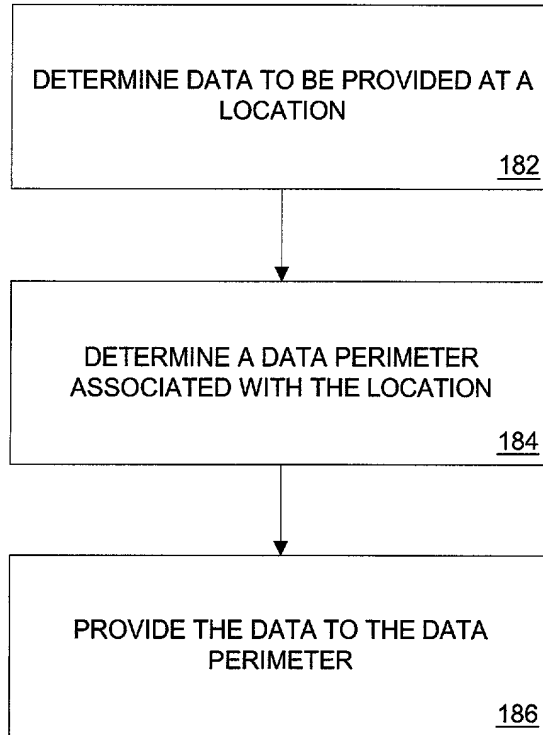 DETERMINE DATA TO BE PROVIDED AT A
LOCATION
182
DETERMINE A DATA PERIMETER
ASSOCIATED WITH THE LOCATION
184
PROVIDE THE DATA TO THE DATA
PERIMETER
186